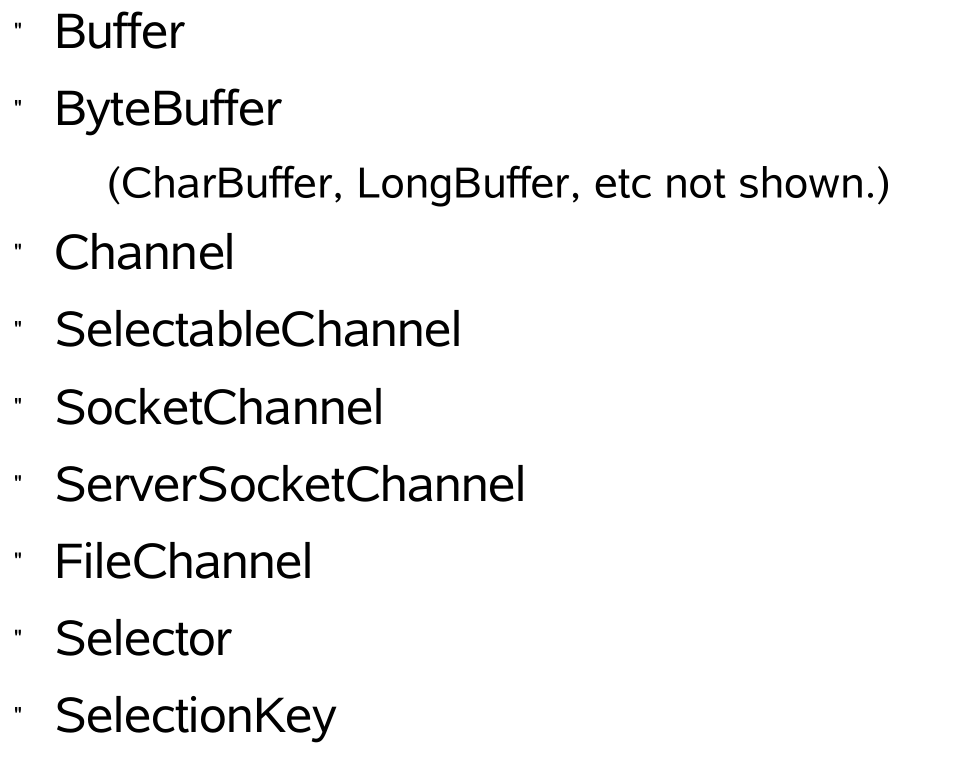 " Buffer
" ByteBuffer
(CharBuffer, LongBuffer, etc not shown.)
" Channel
" SelectableChannel
" SocketChannel
" ServerSocketChannel
" FileChannel
" Selector
" SelectionKey